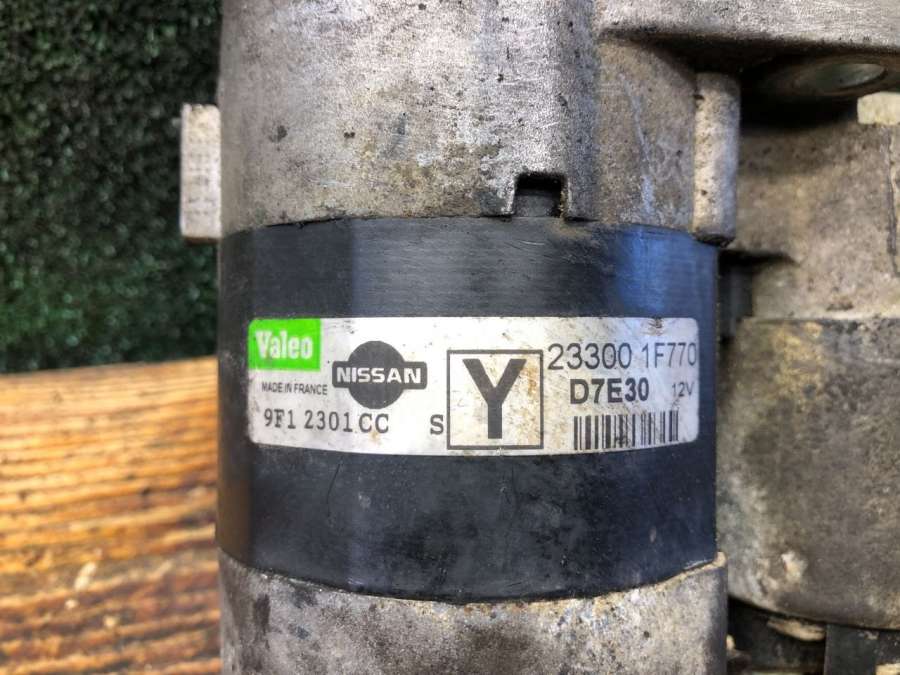 Valeo
NISSAN
MADE IN FRANCE
9F1 2301CC S
Y
23300 1F770
D7E30 12V